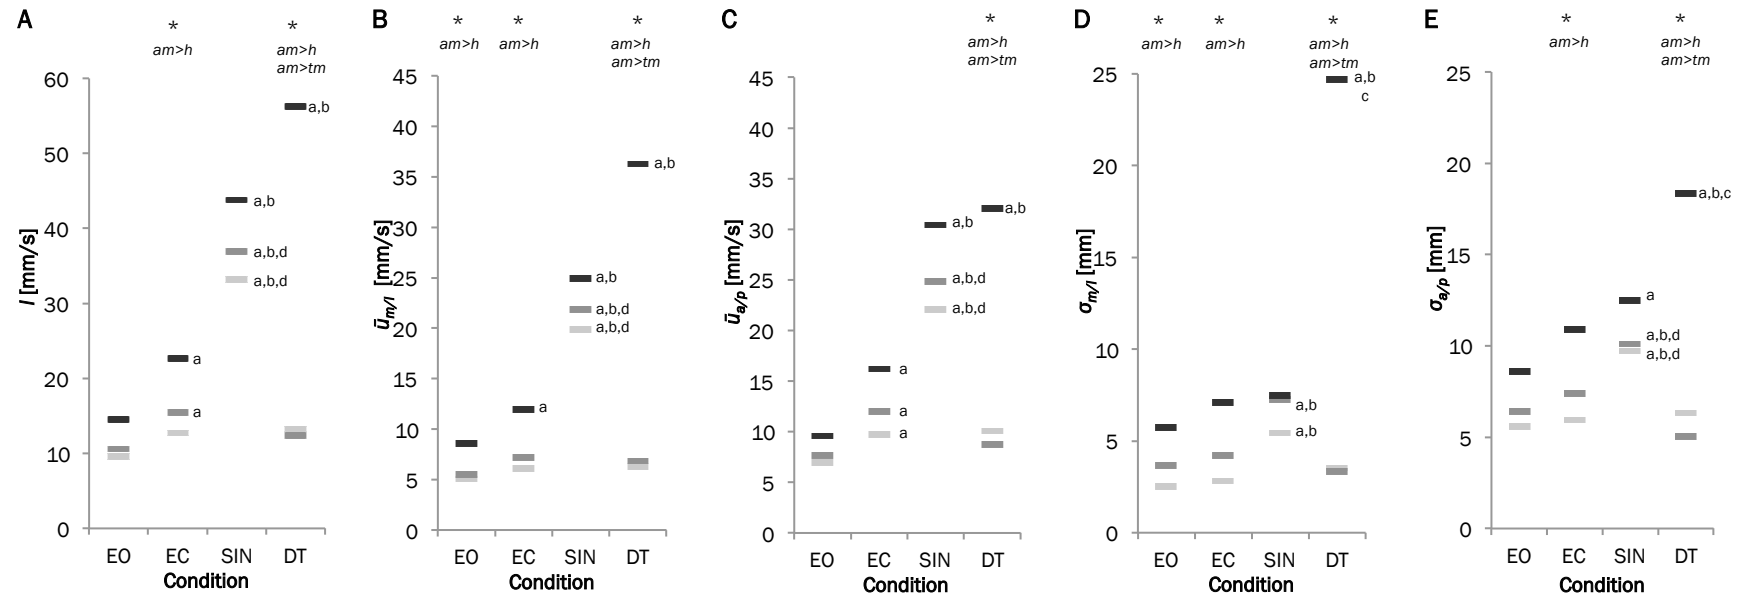 A
*
*
am>h
am>h
am>tm
60
50
40
30
20
10
0
l [mm/s]
a
a
a,b
a,b,d
a,b,d
a,b
EO EC SIN DT
Condition
B
*
*
*
am>h
am>h
am>h
am>tm
45
40
35
30
25
20
15
10
5
0
ūm/l [mm/s]
a
a,b
a,b,d
a,b,d
a,b
EO EC SIN DT
Condition
C
*
am>h
am>tm
45
40
35
30
25
20
15
10
5
0
ūa/p [mm/s]
a
a
a
a,b
a,b,d
a,b,d
a,b
EO EC SIN DT
Condition
D
*
*
*
am>h
am>h
am>h
am>tm
25
20
15
10
5
0
σm/l [mm]
a,b
a,b
a,b
c
EO EC SIN DT
Condition
E
*
*
am>h
am>h
am>tm
25
20
15
10
5
0
σa/p [mm]
a
a,b,d
a,b,d
a,b,c
EO EC SIN DT
Condition